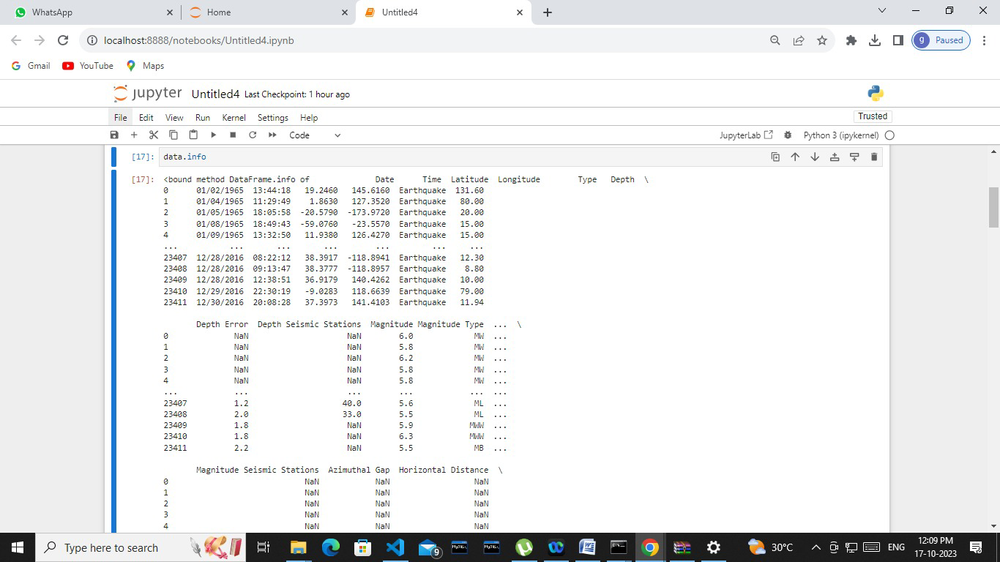 WhatsApp
Home
Untitled4
localhost:8888/notebooks/Untitled4.ipynb
g Paused
Gmail YouTube Maps
jupyter Untitled4 Last Checkpoint: 1 hour ago
File Edit View Run Kernel Settings Help
Trusted
Code
JupyterLab Python 3 (ipykernel)
[17]: data.info
[17]: <bound method DataFrame.info of Date Time Latitude Longitude Type Depth \
0 01/02/1965 13:44:18 19.2460 145.6160 Earthquake 131.60
1 01/04/1965 11:29:49 1.8630 127.3520 Earthquake 80.00
2 01/05/1965 18:05:58 -20.5790 -173.9720 Earthquake 20.00
3 01/08/1965 18:49:43 -59.0760 -23.5570 Earthquake 15.00
4 01/09/1965 13:32:50 11.9380 126.4270 Earthquake 15.00
... ... ... ... ... ... ...
23407 12/28/2016 08:22:12 38.3917 -118.8941 Earthquake 12.30
23408 12/28/2016 09:13:47 38.3777 -118.8957 Earthquake 8.80
23409 12/28/2016 12:38:51 36.9179 140.4262 Earthquake 10.00
23410 12/29/2016 22:30:19 -9.0283 118.6639 Earthquake 79.00
23411 12/30/2016 20:08:28 37.3973 141.4103 Earthquake 11.94
Depth Error Depth Seismic Stations Magnitude Magnitude Type ... \
0 NaN NaN 6.0 MW ...
1 NaN NaN 5.8 MW ...
2 NaN NaN 6.2 MW ...
3 NaN NaN 5.8 MW ...
4 NaN NaN 5.8 MW ...
... ... ... ... ... ...
23407 1.2 40.0 5.6 ML ...
23408 2.0 33.0 5.5 ML ...
23409 1.8 NaN 5.9 MWW ...
23410 1.8 NaN 6.3 MWW ...
23411 2.2 NaN 5.5 MB ...
Magnitude Seismic Stations Azimuthal Gap Horizontal Distance \
0 NaN NaN NaN
1 NaN NaN NaN
2 NaN NaN NaN
3 NaN NaN NaN
4 NaN NaN NaN
Type here to search
9
30°C
ENG
12:09 PM
17-10-2023